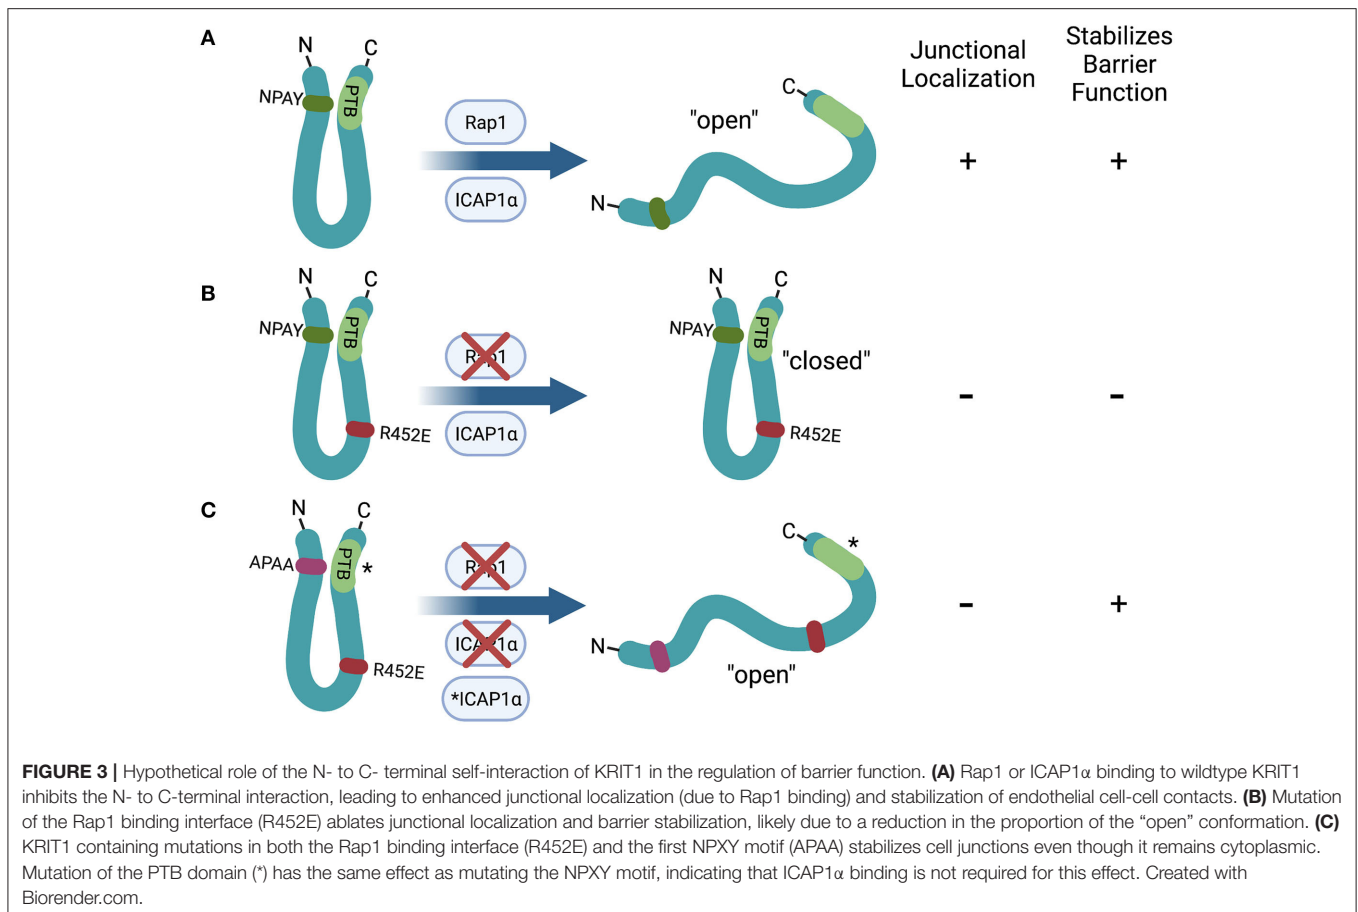 A
N
C
NPAY
PTB
Rap1
ICAP1α
"open"
C
N
Junctional
Localization
Stabilizes
Barrier
Function
+
+
B
N
C
NPAY
PTB
R452E
Rap1
ICAP1α
N
C
NPAY
PTB
"closed"
R452E
-
-
C
N
C
APAA
PTB
*
R452E
Rap1
ICAP1α
*ICAP1α
C
*
N
"open"
-
+
FIGURE 3 | Hypothetical role of the N- to C- terminal self-interaction of KRIT1 in the regulation of barrier function. (A) Rap1 or ICAP1α binding to wildtype KRIT1
inhibits the N- to C-terminal interaction, leading to enhanced junctional localization (due to Rap1 binding) and stabilization of endothelial cell-cell contacts. (B) Mutation
of the Rap1 binding interface (R452E) ablates junctional localization and barrier stabilization, likely due to a reduction in the proportion of the “open” conformation. (C)
KRIT1 containing mutations in both the Rap1 binding interface (R452E) and the first NPXY motif (APAA) stabilizes cell junctions even though it remains cytoplasmic.
Mutation of the PTB domain (*) has the same effect as mutating the NPXY motif, indicating that ICAP1α binding is not required for this effect. Created with
Biorender.com.